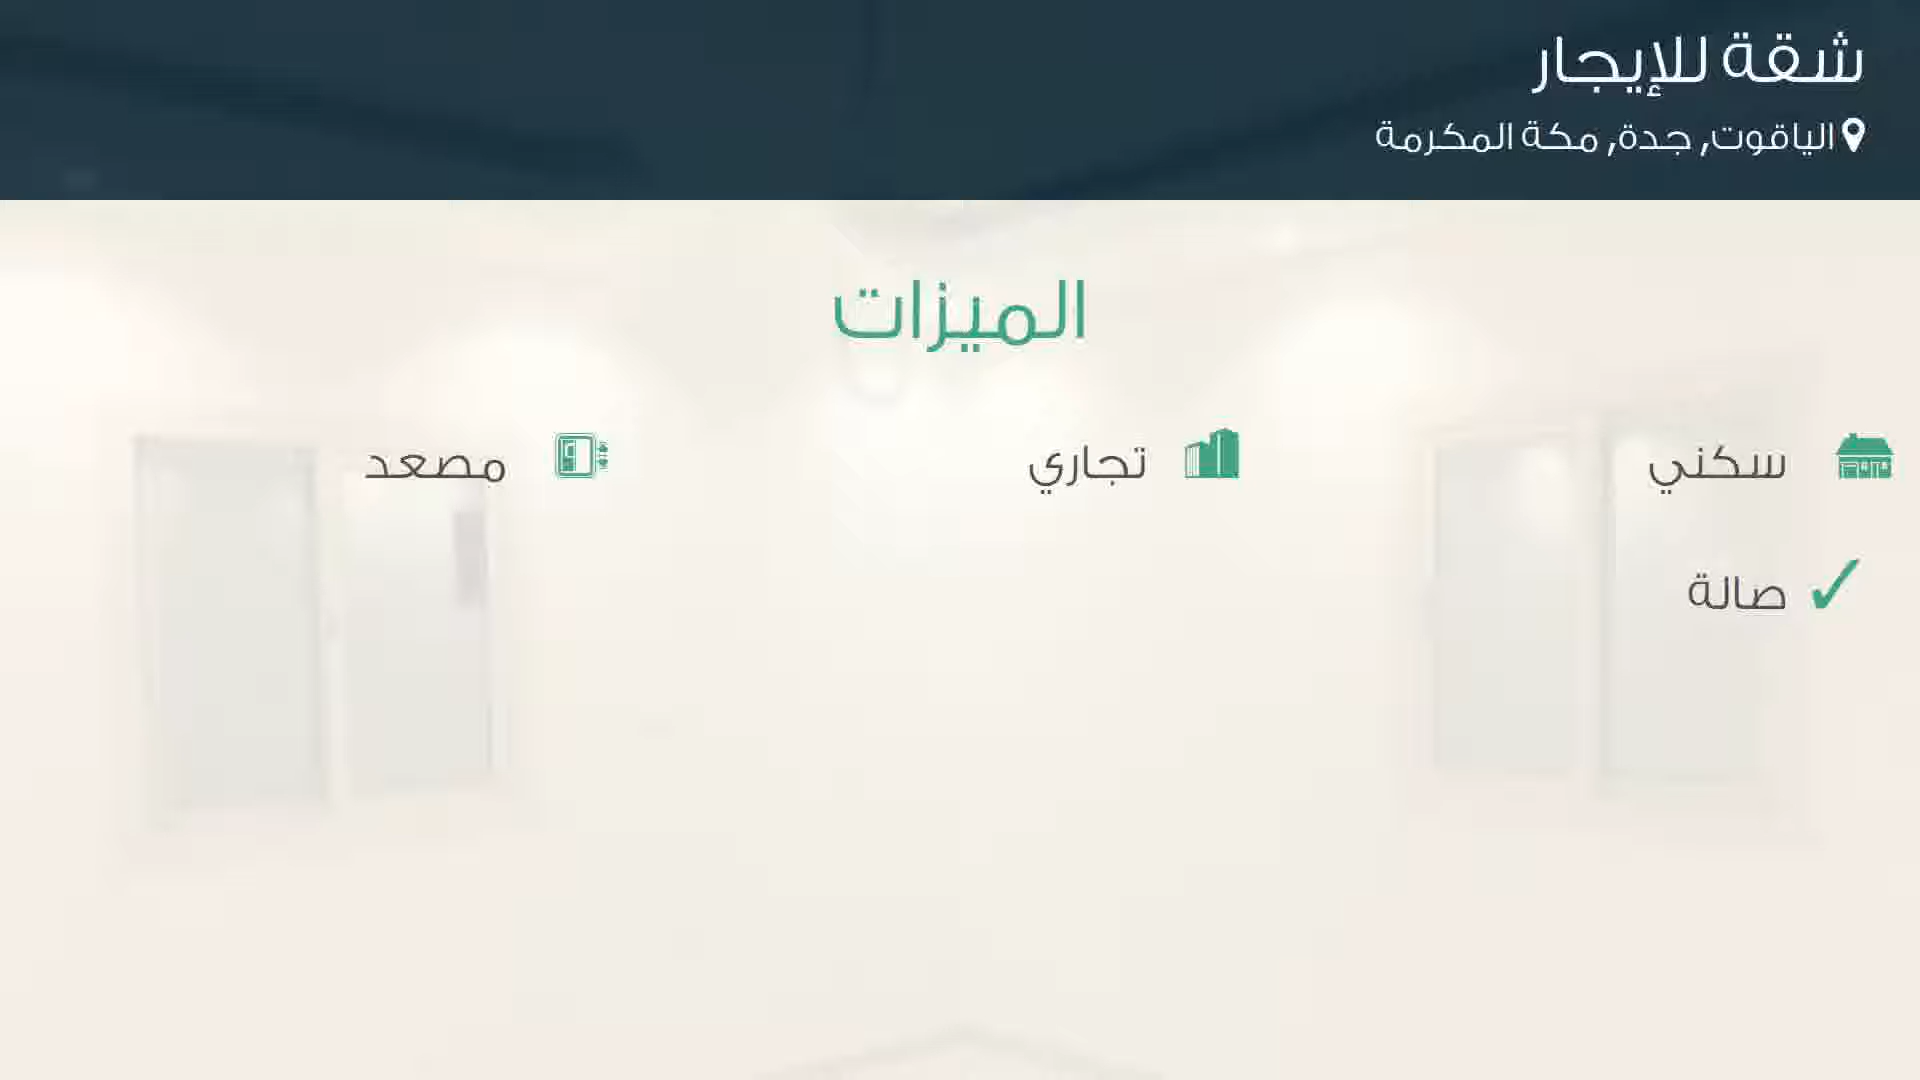 شقة للإيجار
الياقوت, جدة, مكة المكرمة
الميزات
سكني
تجاري
مصعد
صالة